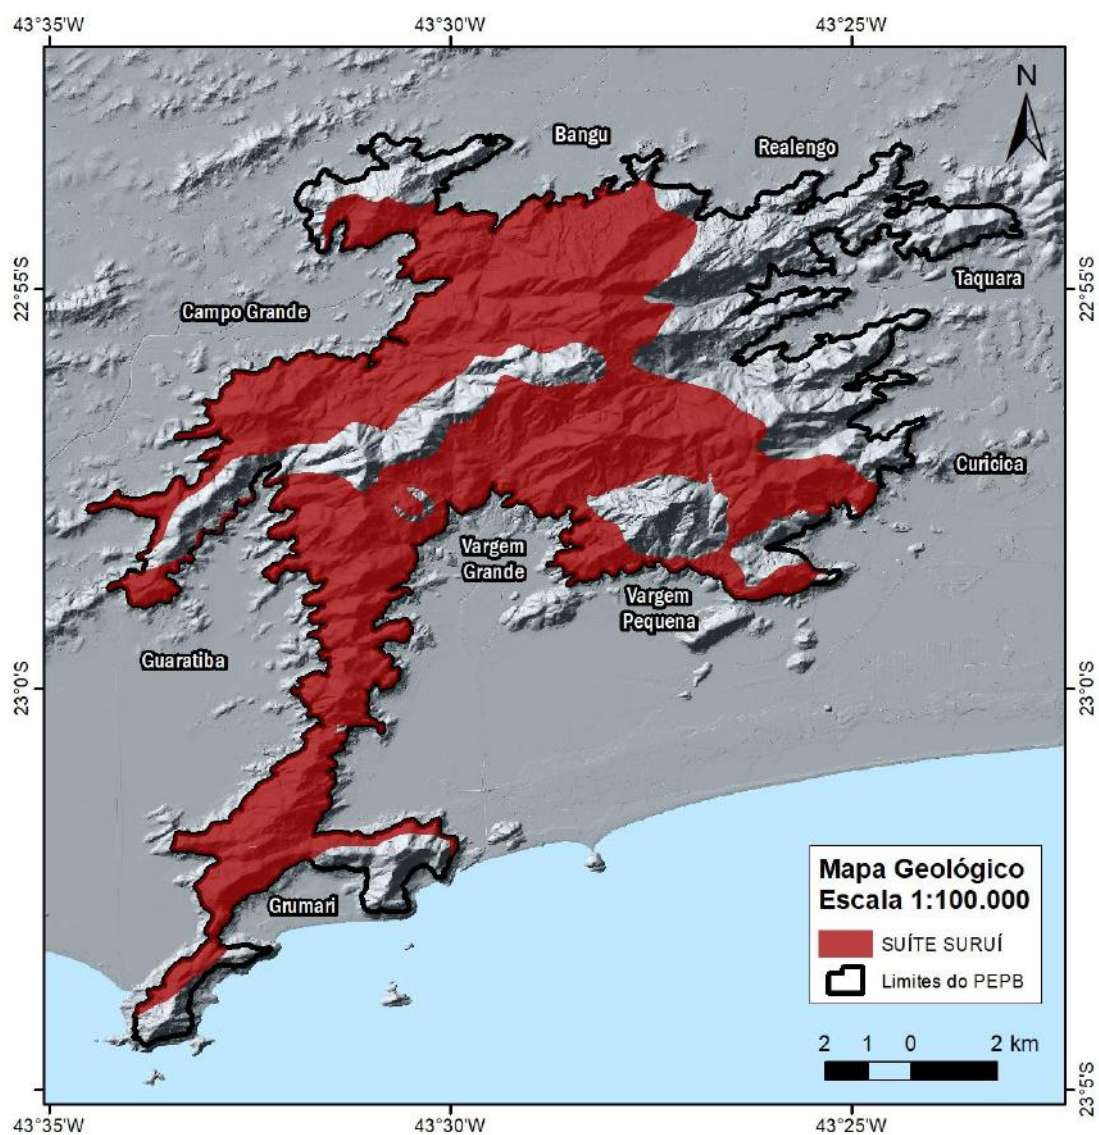 43°35'W 43°30'W 43°25'W
N
Bangu
Realengo
22°55'S
22°55'S
Taquara
Campo Grande
Curicica
Vargem
Grande
Vargem
Pequena
Guaratiba
23°0'S
23°0'S
Mapa Geológico
Escala 1:100.000
SUÍTE SURUÍ
Limites do PEPB
Grumari
2 1 0 2 km
23°5'S
23°5'S
43°35'W 43°30'W 43°25'W